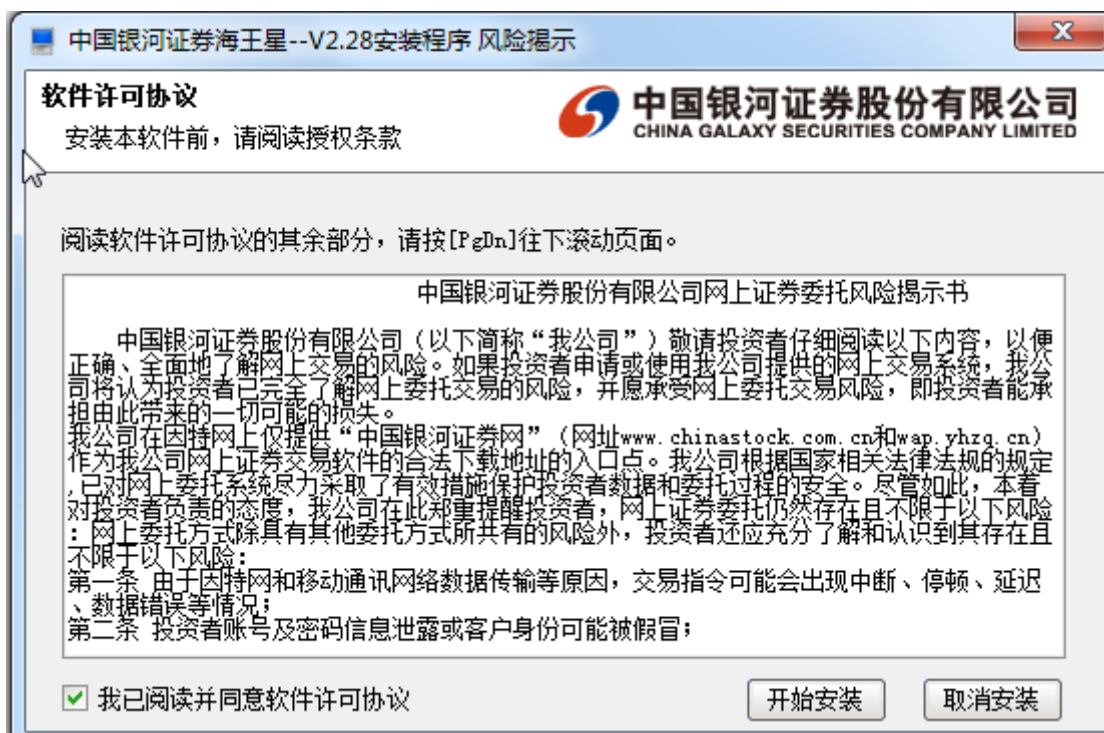 中国银河证券海王星--V2.28安装程序 风险揭示
软件许可协议
安装本软件前，请阅读授权条款
中国银河证券股份有限公司
CHINA GALAXY SECURITIES COMPANY LIMITED
阅读软件许可协议的其余部分，请按[PgDn]往下滚动页面。
中国银河证券股份有限公司网上证券委托风险揭示书
中国银河证券股份有限公司（以下简称“我公司”）敬请投资者仔细阅读以下内容，以便
正确、全面地了解网上交易的风险。如果投资者申请或使用我公司提供的网上交易系统，我公
司将认为投资者已完全了解网上委托交易的风险，并愿承受网上委托交易风险，即投资者能承
担由此带来的一切可能的损失。
我公司在因特网上仅提供“中国银河证券网”（网址www.chinastock.com.cn和wap.yhzq.cn）
作为我公司网上证券交易软件的合法下载地址的入口点。我公司根据国家相关法律法规的规定
，已对网上委托系统尽力采取了有效措施保护投资者数据和委托过程的安全。尽管如此，本着
对投资者负责的态度，我公司在此郑重提醒投资者，网上证券委托仍然存在且不限于以下风险
：网上委托方式除具有其他委托方式所共有的风险外，投资者还应充分了解和认识到其存在且
不限于以下风险：
第一条 由于因特网和移动通讯网络数据传输等原因，交易指令可能会出现中断、停顿、延迟
、数据错误等情况；
第二条 投资者账号及密码信息泄露或客户身份可能被假冒；
我已阅读并同意软件许可协议
开始安装
取消安装